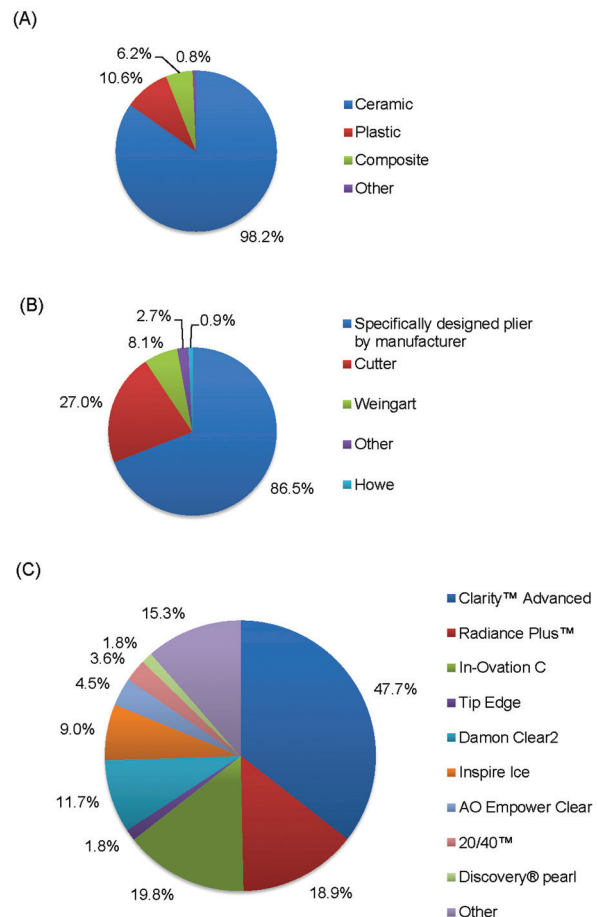 (A)
6.2%
0.8%
10.6%
98.2%
Ceramic
Plastic
Composite
Other
(B)
2.7%
0.9%
8.1%
27.0%
86.5%
Specifically designed plier
by manufacturer
Cutter
Weingart
Other
Howe
(C)
15.3%
1.8%
3.6%
4.5%
9.0%
11.7%
1.8%
19.8%
18.9%
47.7%
Clarity™ Advanced
Radiance Plus™
In-Ovation C
Tip Edge
Damon Clear2
Inspire Ice
AO Empower Clear
20/40™
Discovery® pearl
Other